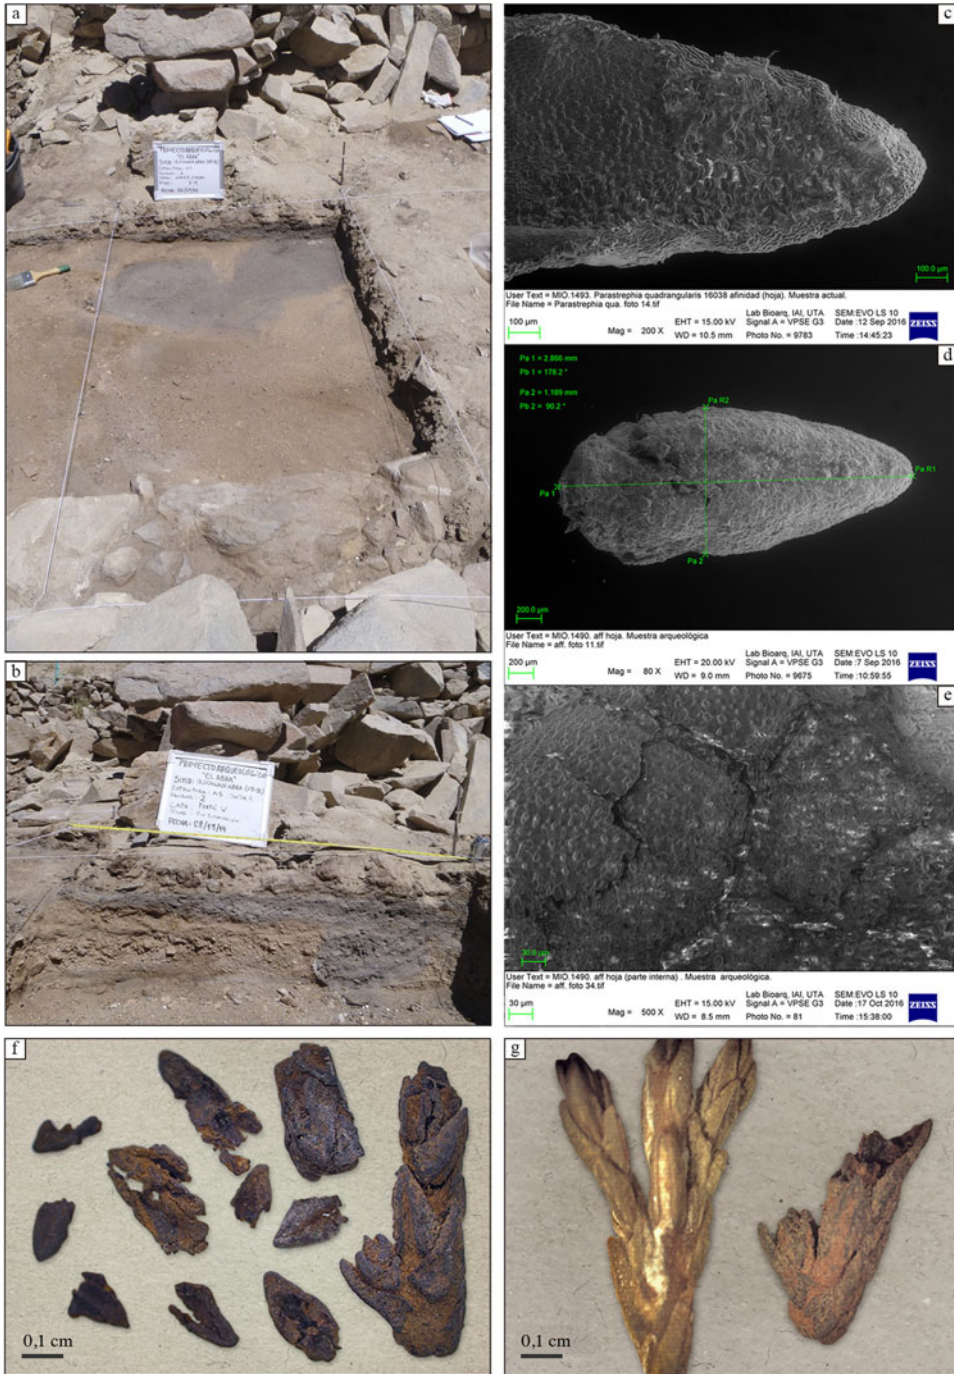 a
PROYECTO ARQUEOLÓGICO
"EL ABRA"
b
PROYECTO ARQUEOLÓGICO
"EL ABRA"
2
c
100.0 µm
User Text = MIO.1493. Parastrephia quadrangularis 16038 afinidad (hoja). Muestra actual.
File Name = Parastrephia qua. foto 14.tif
100 µm
Mag = 200 X
EHT = 15.00 kV
WD = 10.5 mm
Lab Bioarq, IAI, UTA
Signal A = VPSE G3
Photo No. = 9783
SEM:EVO LS 10
Date :12 Sep 2016
Time :14:45:23
ZEISS
d
Pa 1 = 2.866 mm
Pb 1 = 178.2 °
Pa 2 = 1.189 mm
Pb 2 = 90.2 °
Pa R2
Pa 1
Pa R1
Pa 2
200.0 µm
User Text = MIO.1490. aff hoja. Muestra arqueológica
File Name = aff. foto 11.tif
200 µm
Mag = 80 X
EHT = 20.00 kV
WD = 9.0 mm
Lab Bioarq, IAI, UTA
Signal A = VPSE G3
Photo No. = 9675
SEM:EVO LS 10
Date :7 Sep 2016
Time :10:59:55
ZEISS
e
30.0 µm
User Text = MIO.1490. aff hoja (parte interna) . Muestra arqueológica.
File Name = aff. foto 34.tif
30 µm
Mag = 500 X
EHT = 15.00 kV
WD = 8.5 mm
Lab Bioarq, IAI, UTA
Signal A = VPSE G3
Photo No. = 81
SEM:EVO LS 10
Date :17 Oct 2016
Time :15:38:00
ZEISS
f
0,1 cm
g
0,1 cm